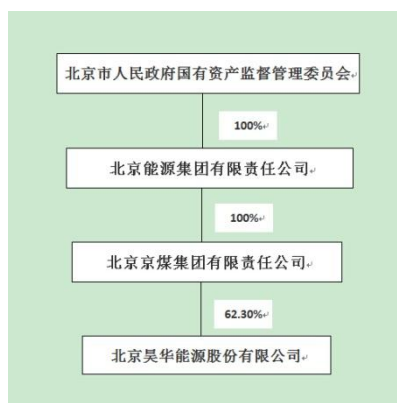 北京市人民政府国有资产监督管理委员会
100%
北京能源集团有限责任公司
100%
北京京煤集团有限责任公司
62.30%
北京昊华能源股份有限公司